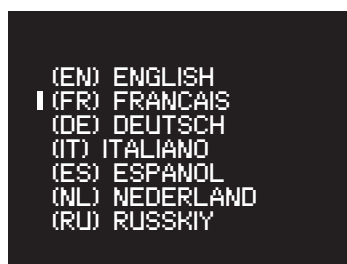 (EN) ENGLISH
(FR) FRANCAIS
(DE) DEUTSCH
(IT) ITALIANO
(ES) ESPANOL
(NL) NEDERLAND
(RU) RUSSKIY